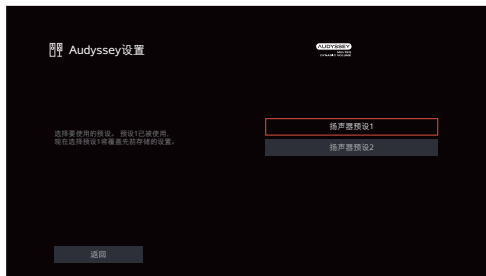 Audyssey设置
AUDYSSEY
MultEQ
DYNAMIC VOLUME
选择要使用的预设。 预设1已被使用.
现在选择预设1将覆盖先前存储的设置。
扬声器预设1
扬声器预设2
返回